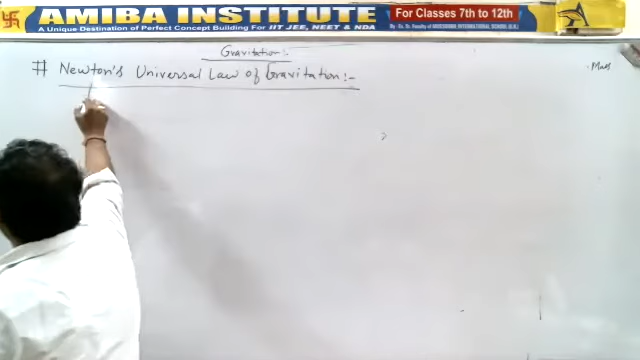 AMIBA INSTITUTE
A Unique Destination of Perfect Concept Building For IIT JEE, NEET & NDA
For Classes 7th to 12th
Gravitation:-
# Newton's Universal Law of Gravitation:-